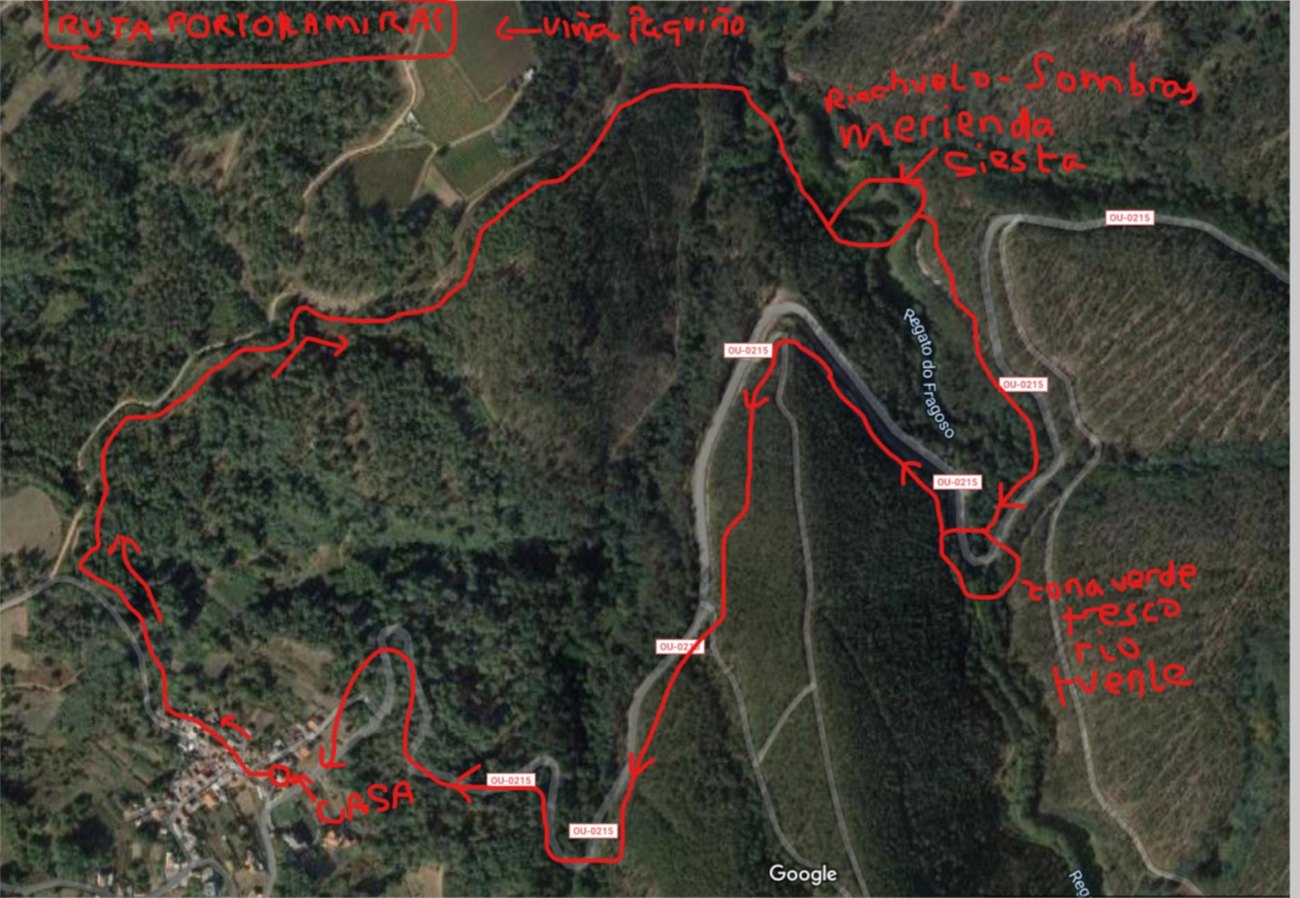 RUTA PORTORAMIRAS
←Viña Paquiño
Riachuelo-Sombras
merienda
siesta
OU-0215
OU-0215
Regato do Fragoso
OU-0215
OU-0215
zona verde
fresco
rio
fuente
OU-0215
OU-0215
CASA
OU-0215
Google
Reg